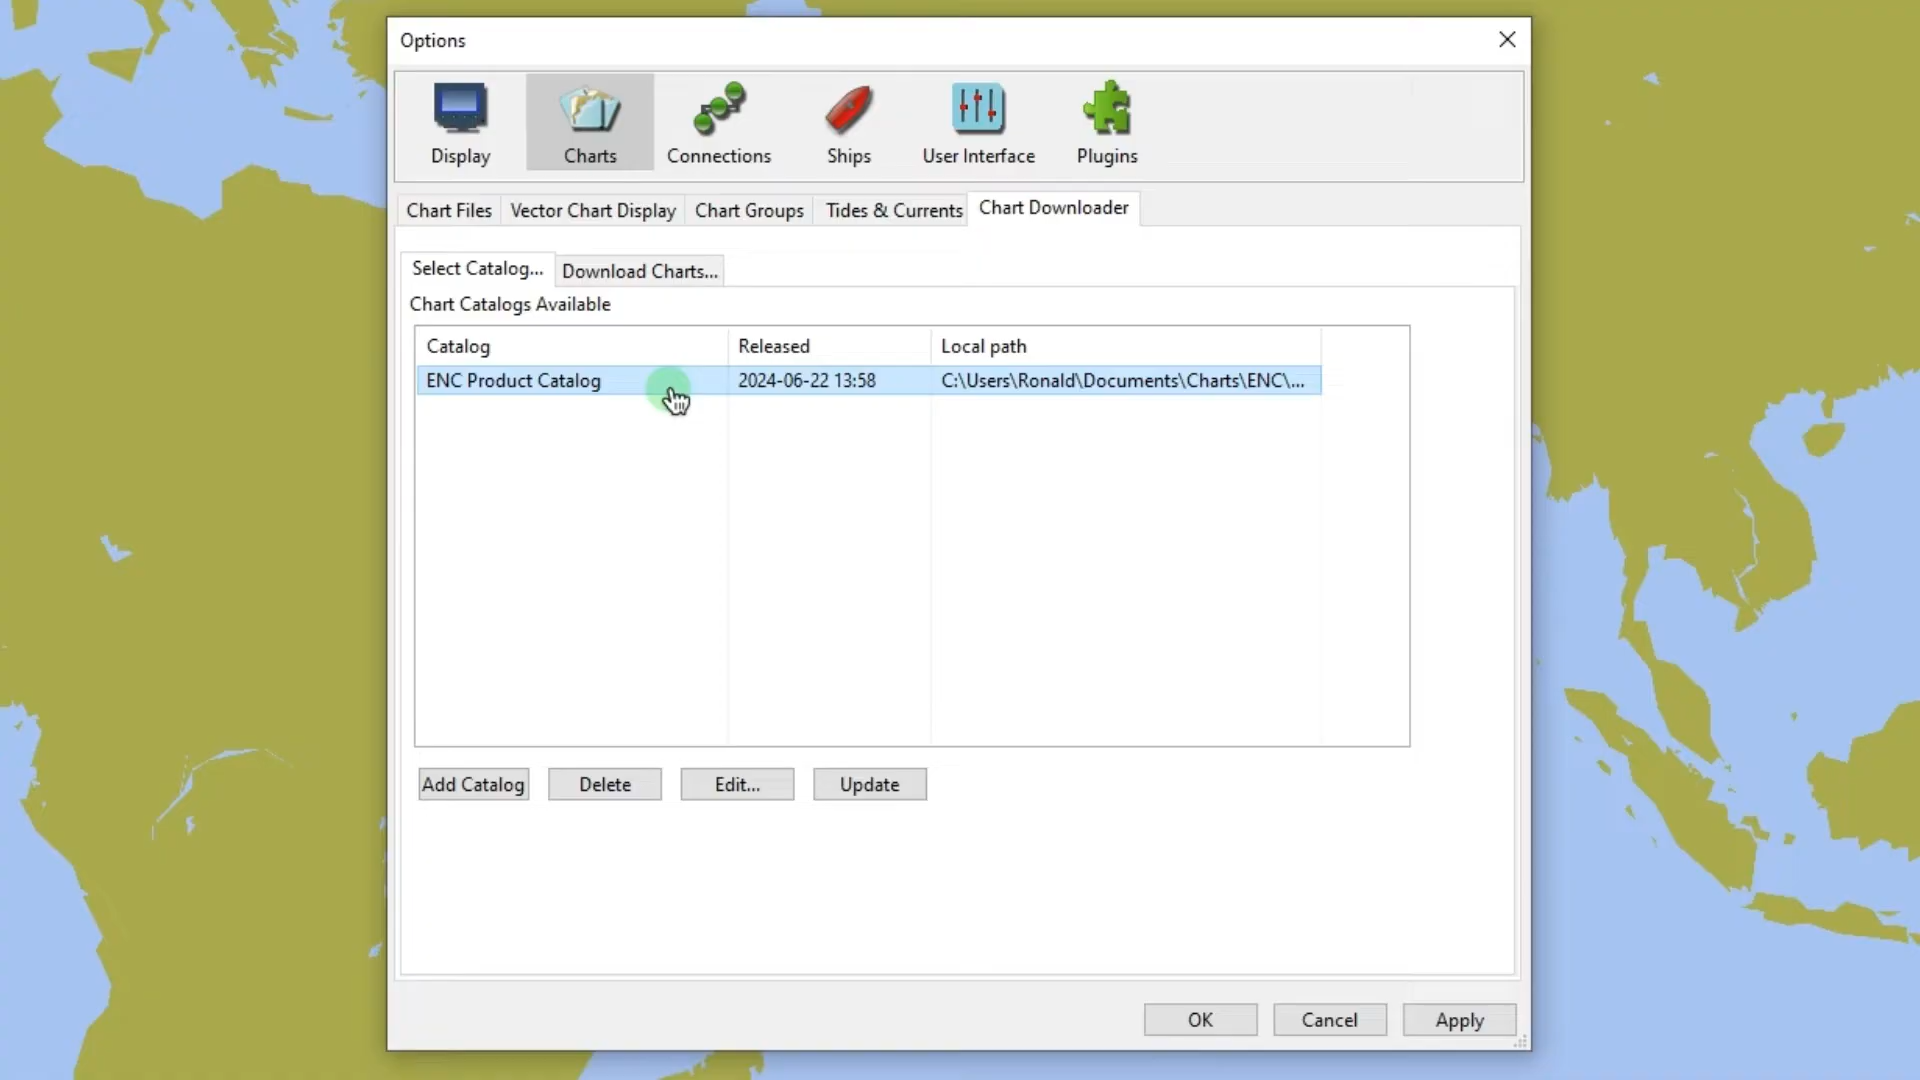 Options
Display Charts Connections Ships User Interface Plugins
Chart Files Vector Chart Display Chart Groups Tides & Currents Chart Downloader
Select Catalog... Download Charts...
Chart Catalogs Available
Catalog Released Local path
ENC Product Catalog 2024-06-22 13:58 C:\Users\Ronald\Documents\Charts\ENC\...
Add Catalog Delete Edit... Update
OK Cancel Apply